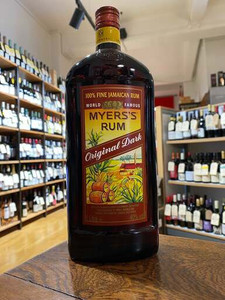 100% FINE JAMAICAN RUM
WORLD FAMOUS
MYERS'S
RUM
Original Dark